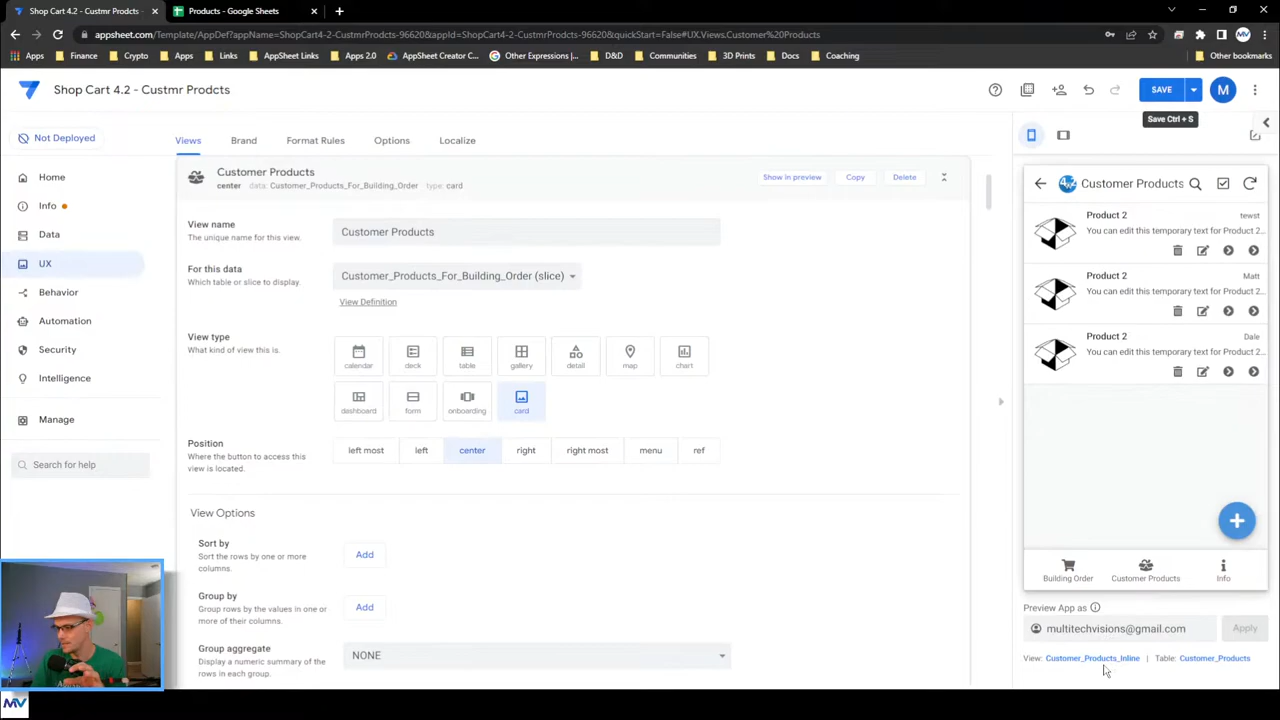 Shop Cart 4.2 - Custmr Prodcts -
Products - Google Sheets
appsheet.com/Template/AppDef?appName=ShopCart4-2-CustmrProdcts-96620&appId=ShopCart4-2-CustmrProdcts-96620&quickStart=False#UX.Views.Customer%20Products
Apps
Finance
Crypto
Apps
Links
AppSheet Links
Apps 2.0
AppSheet Creator C...
Other Expressions |...
D&D
Communities
3D Prints
Docs
Coaching
Other bookmarks
Shop Cart 4.2 - Custmr Prodcts
SAVE
M
Save Ctrl + S
Not Deployed
Home
Info
Data
UX
Behavior
Automation
Security
Intelligence
Manage
Search for help
Views
Brand
Format Rules
Options
Localize
Customer Products
center data: Customer_Products_For_Building_Order type: card
Show in preview
Copy
Delete
View name
The unique name for this view.
Customer Products
For this data
Which table or slice to display.
Customer_Products_For_Building_Order (slice)
View Definition
View type
What kind of view this is.
calendar
deck
table
gallery
detail
map
chart
dashboard
form
onboarding
card
Position
Where the button to access this
view is located.
left most
left
center
right
right most
menu
ref
View Options
Sort by
Sort the rows by one or more
columns.
Add
Group by
Group rows by the values in one or
more of their columns.
Add
Group aggregate
Display a numeric summary of the
rows in each group.
NONE
Customer Products
Product 2
tewst
You can edit this temporary text for Product 2...
Product 2
Matt
You can edit this temporary text for Product 2...
Product 2
Dale
You can edit this temporary text for Product 2...
Building Order
Customer Products
Info
Preview App as
multitechvisions@gmail.com
Apply
View: Customer_Products_Inline | Table: Customer_Products
MV